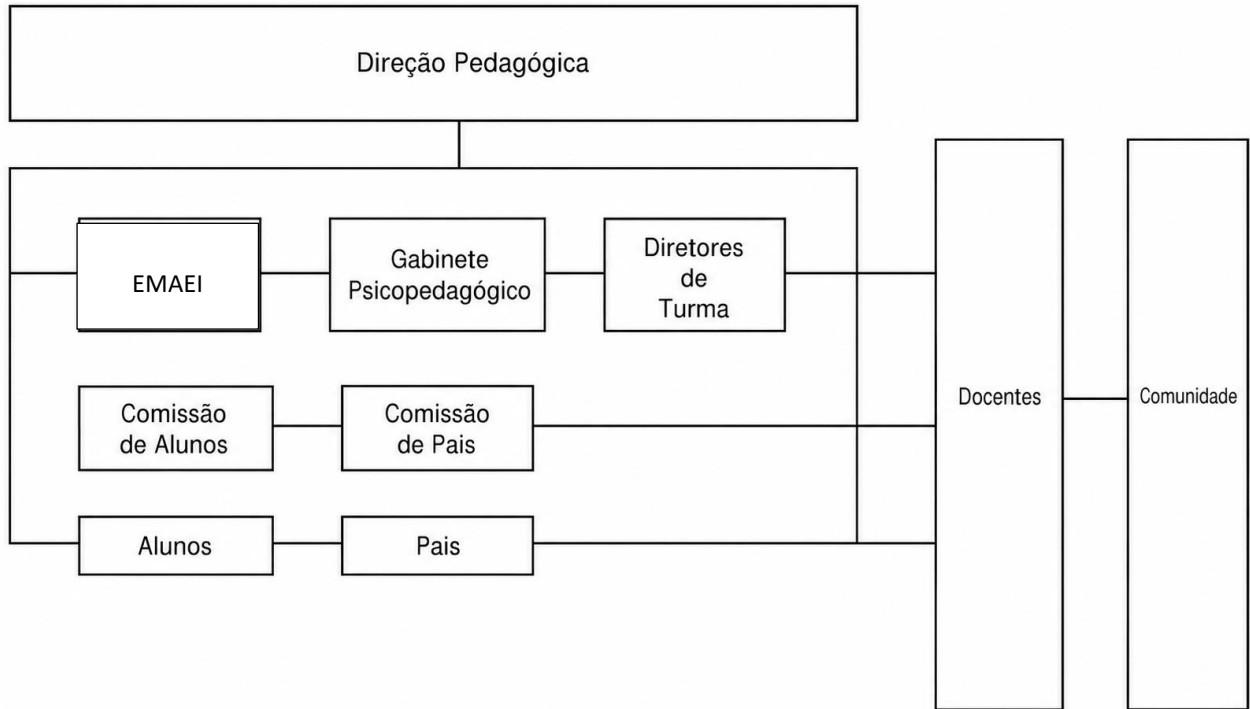 Direção Pedagógica
EMAEI
Gabinete
Psicopedagógico
Diretores
de
Turma
Comissão
de Alunos
Comissão
de Pais
Alunos
Pais
Docentes
Comunidade